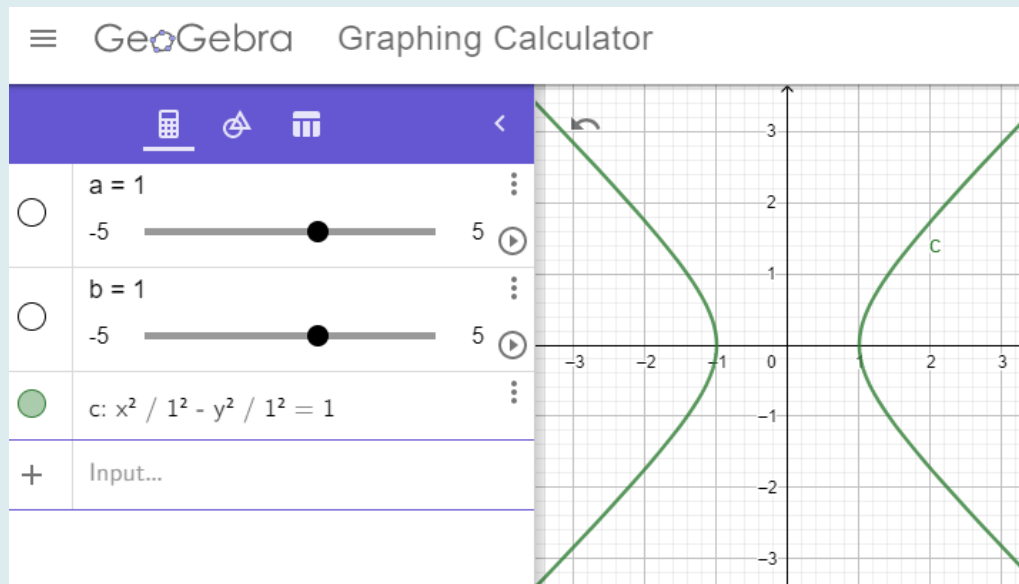 GeoGebra Graphing Calculator
a = 1
-5 5
b = 1
-5 5
c: x² / 1² - y² / 1² = 1
+ Input...
3
2
c
1
−3 −2 −1 0 1 2 3
−1
−2
−3